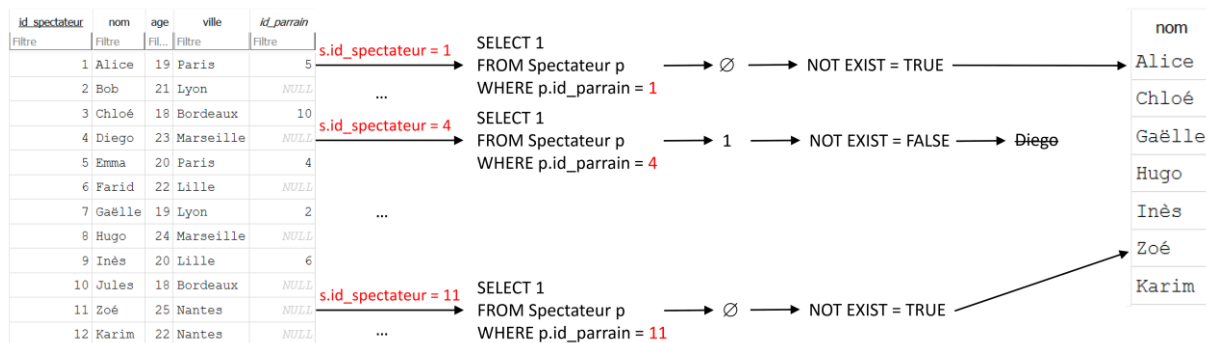 id_spectateur nom age ville id_parrain
Filtre Filtre Fil... Filtre Filtre
1 Alice 19 Paris 5
2 Bob 21 Lyon NULL
3 Chloé 18 Bordeaux 10
4 Diego 23 Marseille NULL
5 Emma 20 Paris 4
6 Farid 22 Lille NULL
7 Gaëlle 19 Lyon 2
8 Hugo 24 Marseille NULL
9 Inès 20 Lille 6
10 Jules 18 Bordeaux NULL
11 Zoé 25 Nantes NULL
12 Karim 22 Nantes NULL
s.id_spectateur = 1
SELECT 1
FROM Spectateur p
WHERE p.id_parrain = 1
∅
NOT EXIST = TRUE
...
s.id_spectateur = 4
SELECT 1
FROM Spectateur p
WHERE p.id_parrain = 4
1
NOT EXIST = FALSE
Diego
...
s.id_spectateur = 11
SELECT 1
FROM Spectateur p
WHERE p.id_parrain = 11
∅
NOT EXIST = TRUE
...
nom
Alice
Chloé
Gaëlle
Hugo
Inès
Zoé
Karim